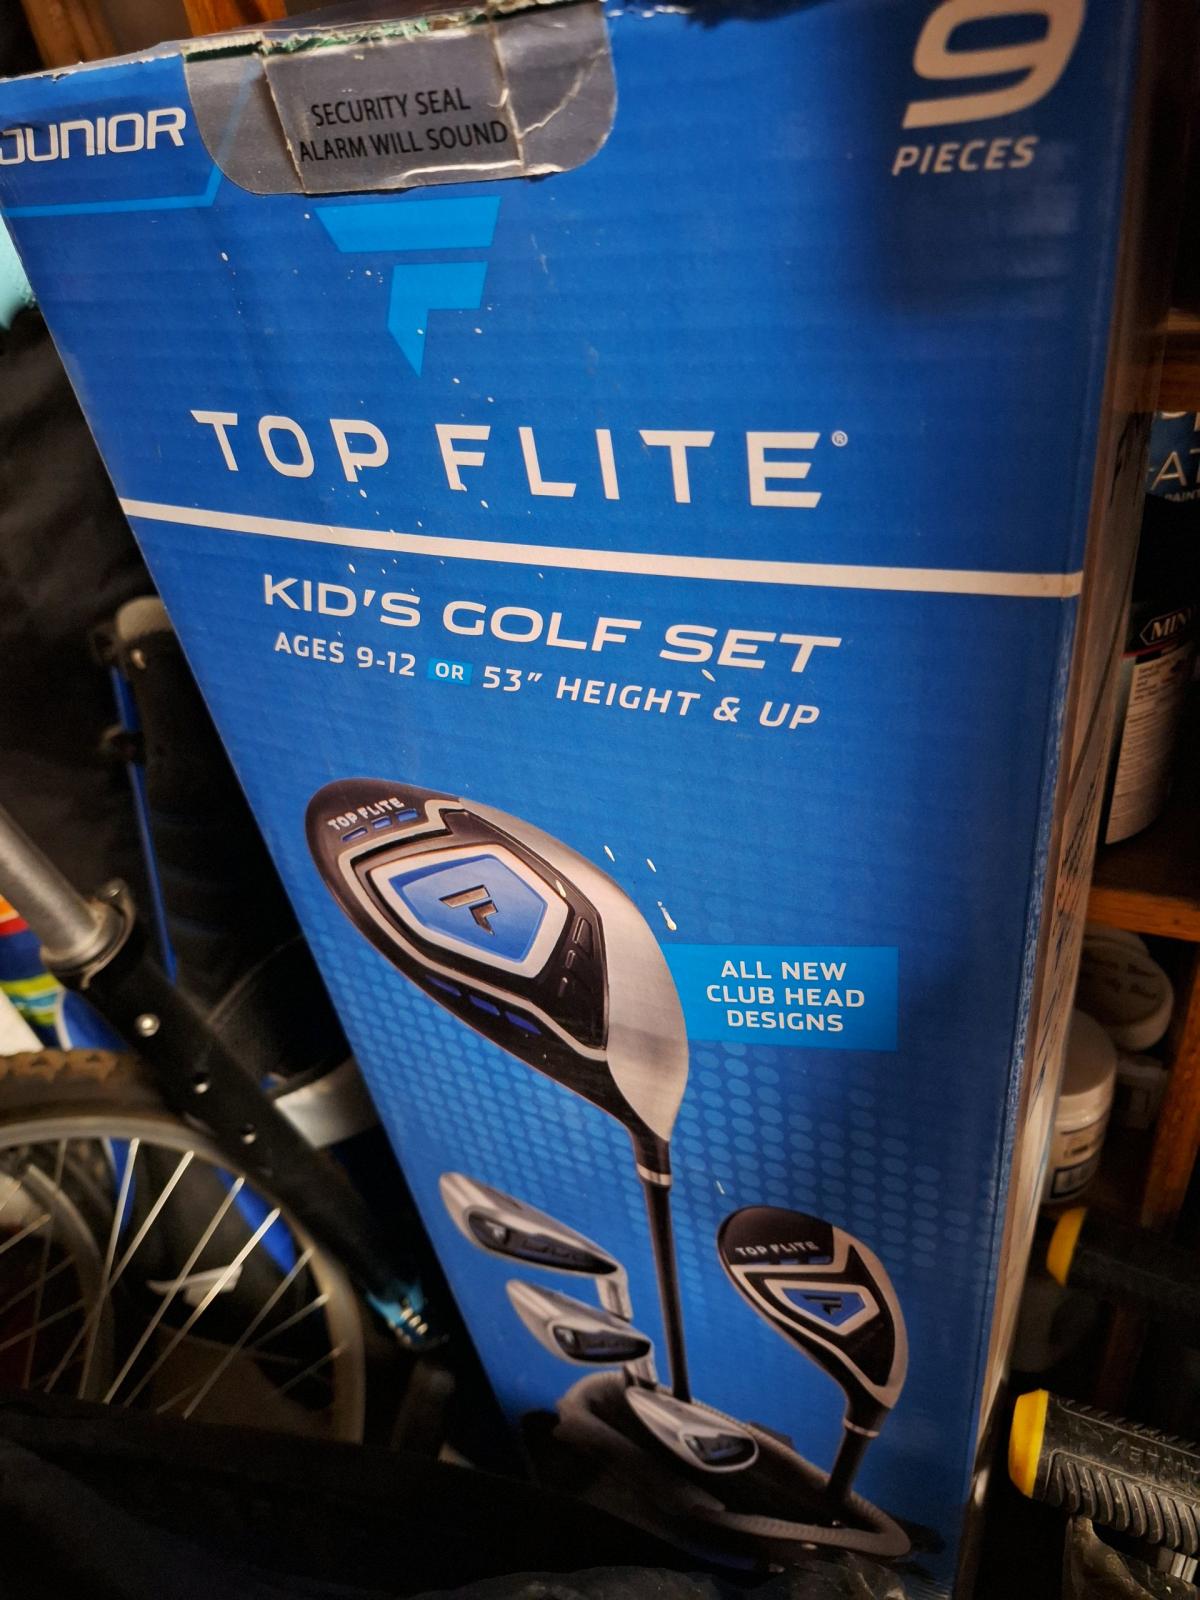 JUNIOR
SECURITY SEAL
ALARM WILL SOUND
9
PIECES
TOP FLITE®
KID'S GOLF SET
AGES 9-12 OR 53" HEIGHT & UP
TOP FLITE
ALL NEW
CLUB HEAD
DESIGNS
TOP FLITE